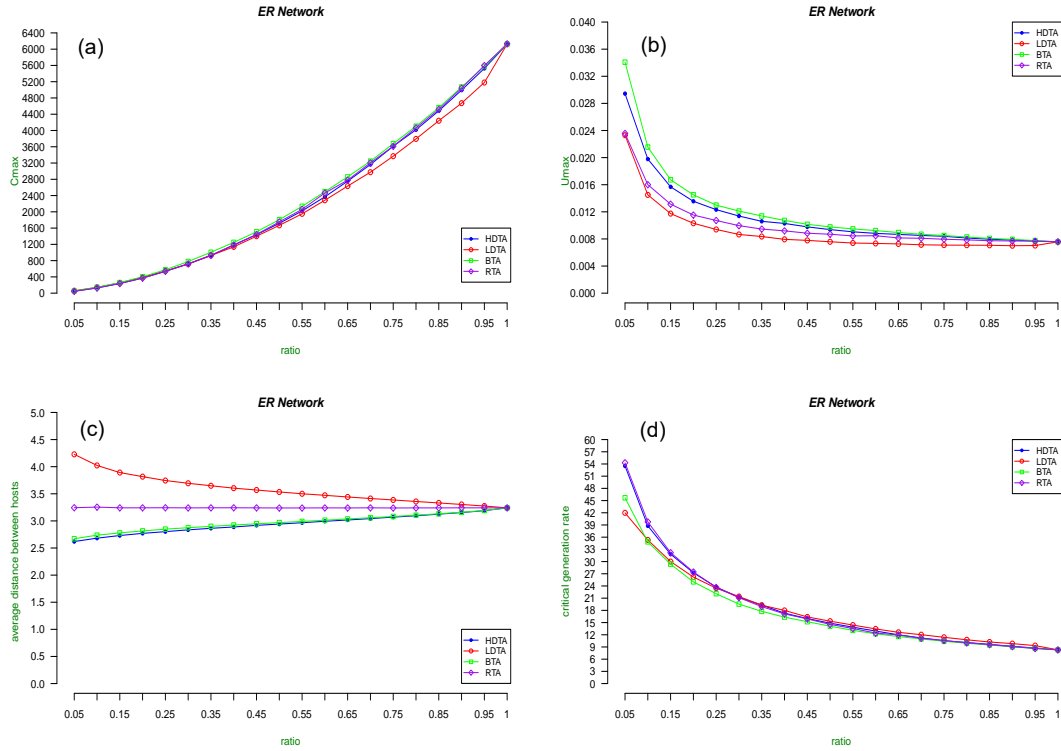 ER Network
(a)
Cmax
6400
6000
5600
5200
4800
4400
4000
3600
3200
2800
2400
2000
1600
1200
800
400
0
HDTA
LDTA
BTA
RTA
0.05 0.15 0.25 0.35 0.45 0.55 0.65 0.75 0.85 0.95 1
ratio
ER Network
(b)
Umax
0.040
0.036
0.032
0.028
0.024
0.020
0.016
0.012
0.008
0.004
0.000
HDTA
LDTA
BTA
RTA
0.05 0.15 0.25 0.35 0.45 0.55 0.65 0.75 0.85 0.95 1
ratio
ER Network
(c)
average distance between hosts
5.0
4.5
4.0
3.5
3.0
2.5
2.0
1.5
1.0
0.5
0.0
HDTA
LDTA
BTA
RTA
0.05 0.15 0.25 0.35 0.45 0.55 0.65 0.75 0.85 0.95 1
ratio
ER Network
(d)
critical generation rate
60
57
54
51
48
45
42
39
36
33
30
27
24
21
18
15
12
9
6
3
0
HDTA
LDTA
BTA
RTA
0.05 0.15 0.25 0.35 0.45 0.55 0.65 0.75 0.85 0.95 1
ratio